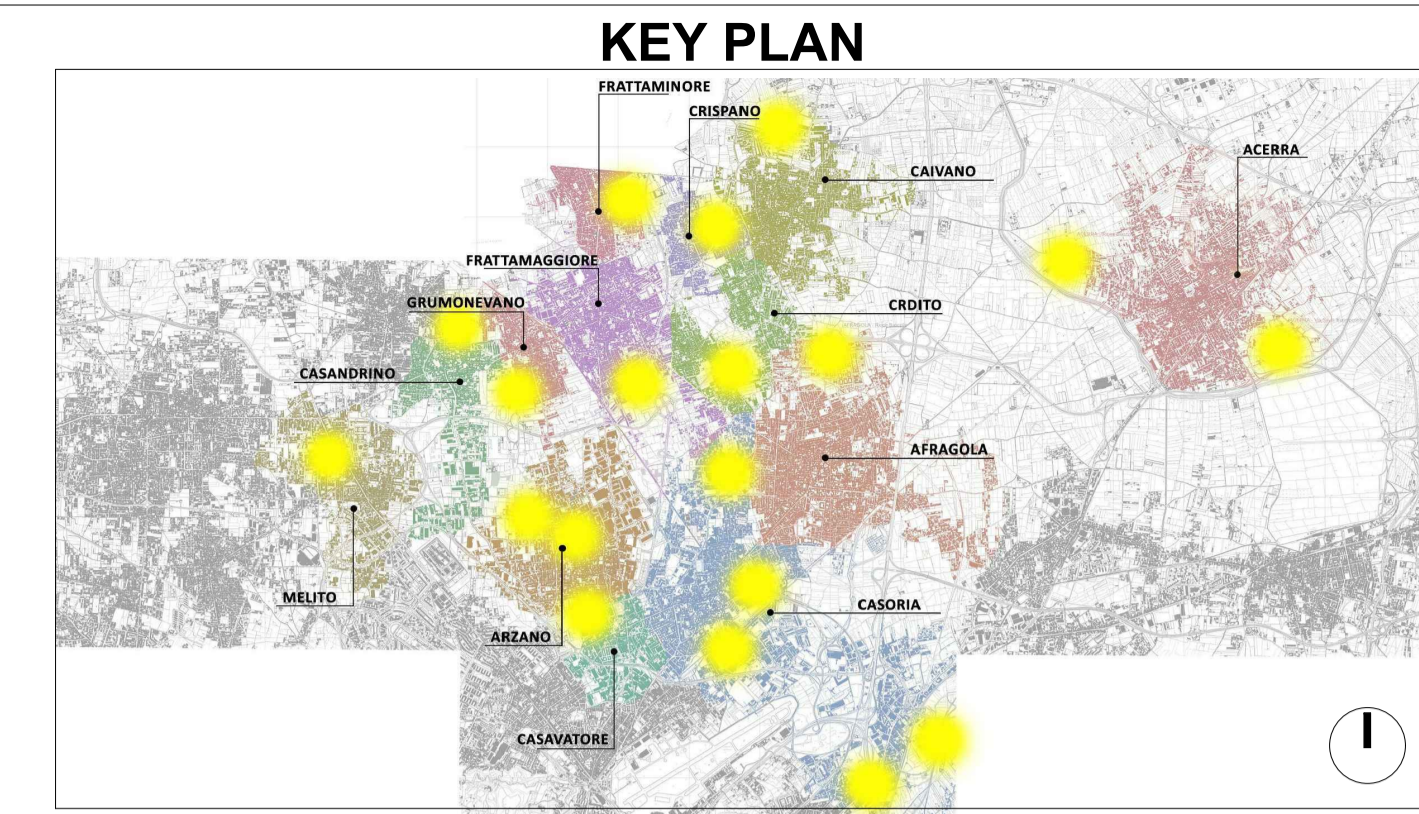 KEY PLAN
FRATTAMINORE
CRISPANO
ACERRA
CAIVANO
FRATTAMAGGIORE
GRUMONEVANO
CRDITO
CASANDRINO
AFRAGOLA
MELITO
CASORIA
ARZANO
CASAVATORE